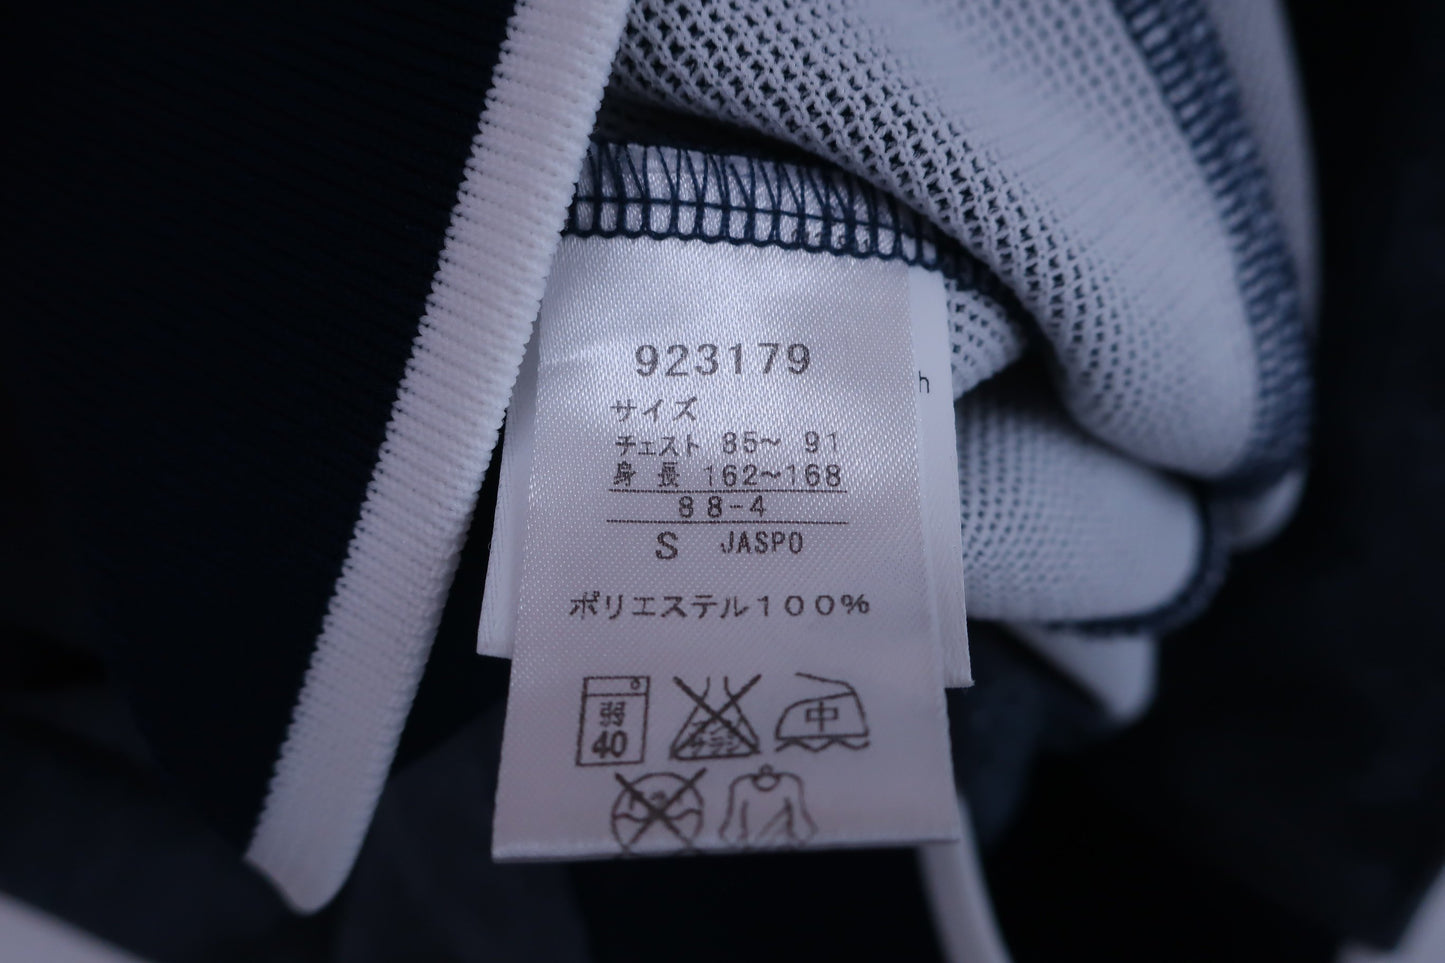 923179
サイズ
チェスト 85～ 91
身 長 162～168
88-4
S JASPO
ポリエステル100%
弱
40
中
h